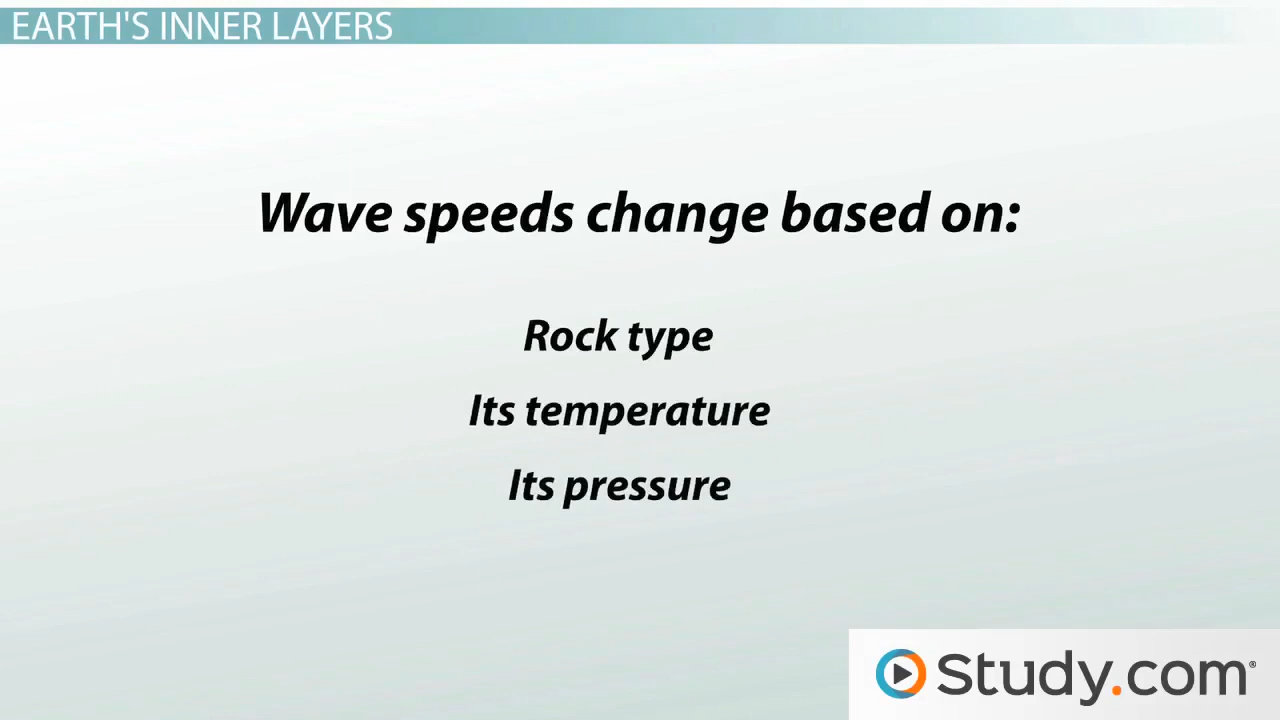 EARTH'S INNER LAYERS
Wave speeds change based on:
Rock type
Its temperature
Its pressure
Study.com®